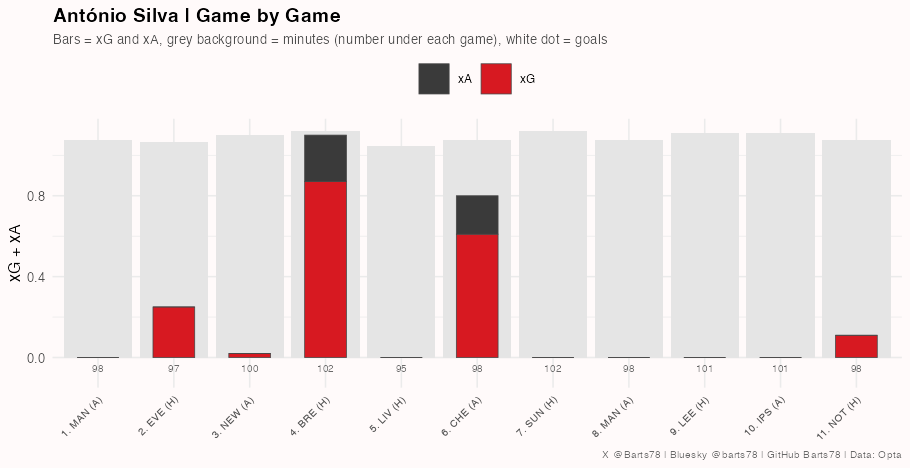 António Silva | Game by Game
Bars = xG and xA, grey background = minutes (number under each game), white dot = goals
xA xG
xG + xA
0.8
0.4
0.0
98 97 100 102 95 98 102 98 101 101 98
1. MAN (A) 2. EVE (H) 3. NEW (A) 4. BRE (H) 5. LIV (H) 6. CHE (A) 7. SUN (H) 8. MAN (A) 9. LEE (H) 10. IPS (A) 11. NOT (H)
X @Barts78 | Bluesky @barts78 | GitHub Barts78 | Data: Opta